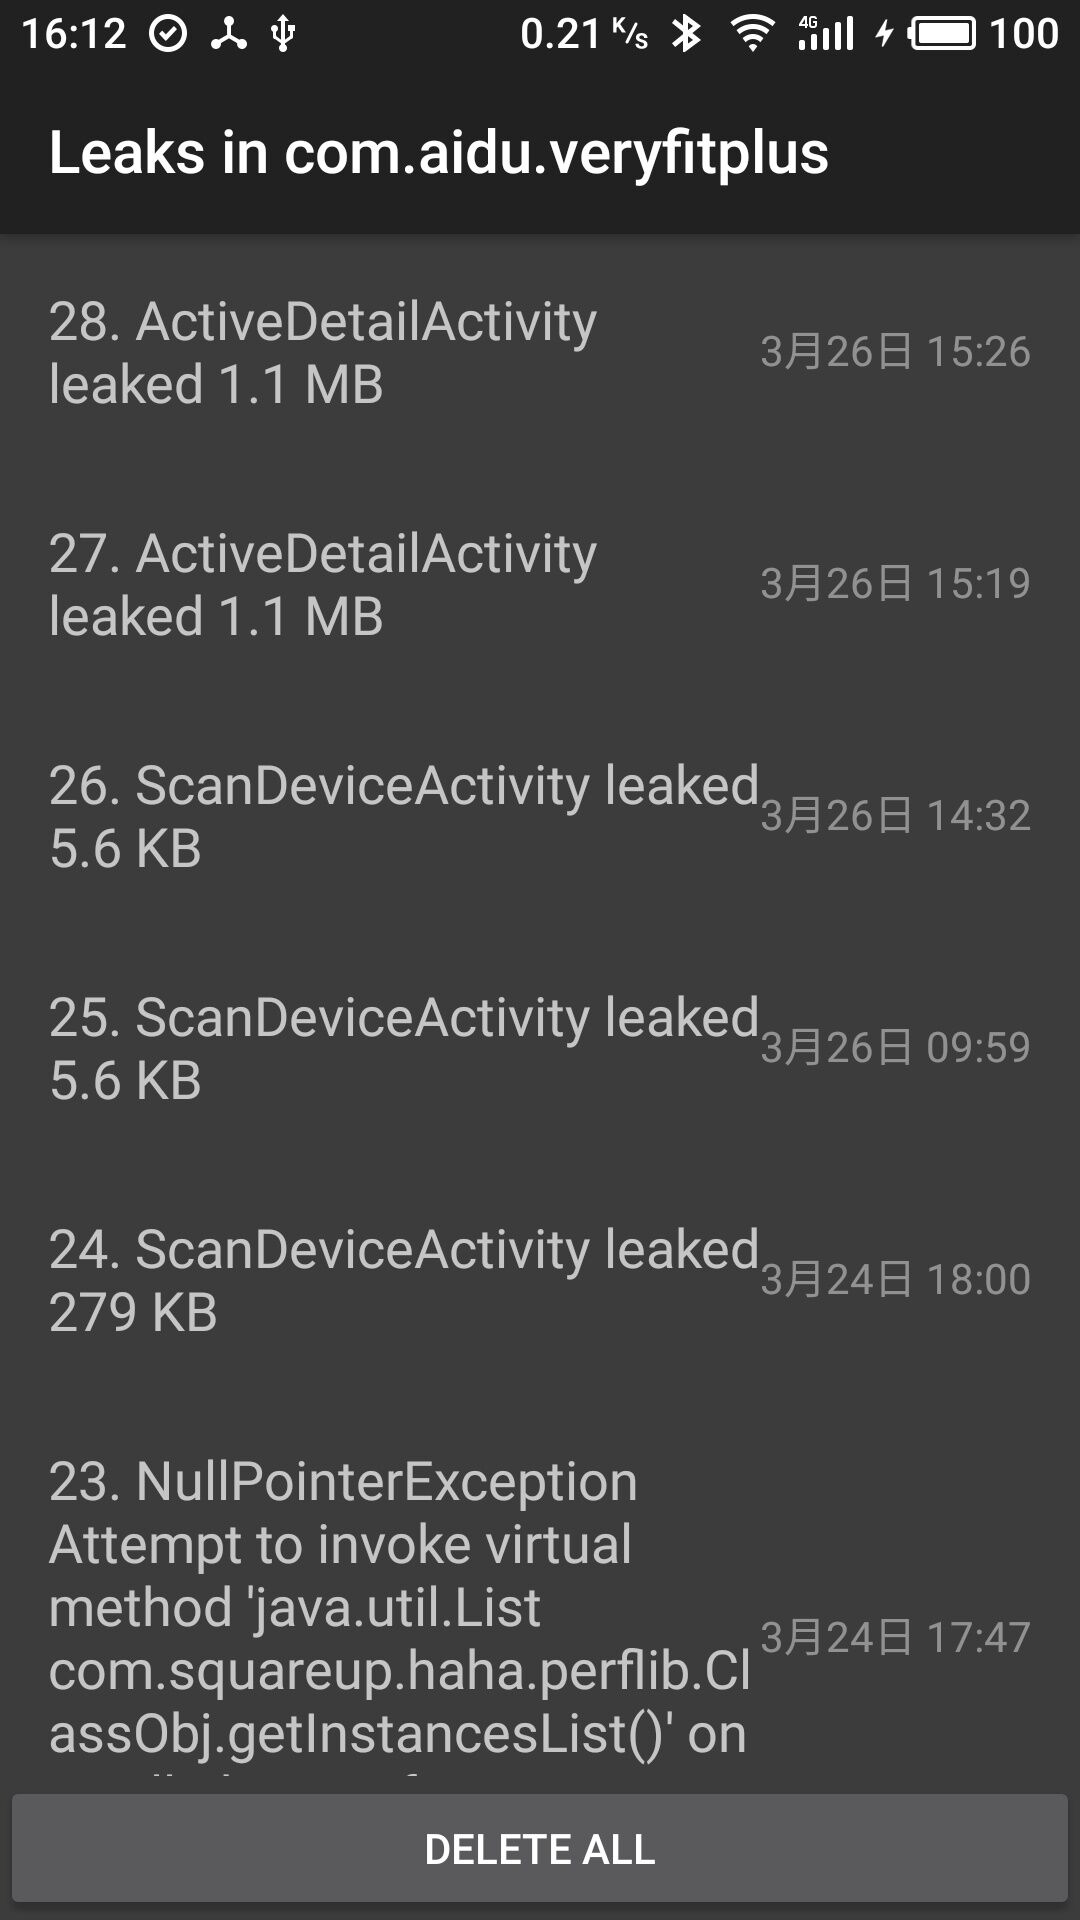 16:12 0.21 K/s 4G 100
Leaks in com.aidu.veryfitplus
28. ActiveDetailActivity
leaked 1.1 MB
3月26日 15:26
27. ActiveDetailActivity
leaked 1.1 MB
3月26日 15:19
26. ScanDeviceActivity leaked
5.6 KB
3月26日 14:32
25. ScanDeviceActivity leaked
5.6 KB
3月26日 09:59
24. ScanDeviceActivity leaked
279 KB
3月24日 18:00
23. NullPointerException
Attempt to invoke virtual
method 'java.util.List
com.squareup.haha.perflib.Cl
assObj.getInstancesList()' on
3月24日 17:47
DELETE ALL